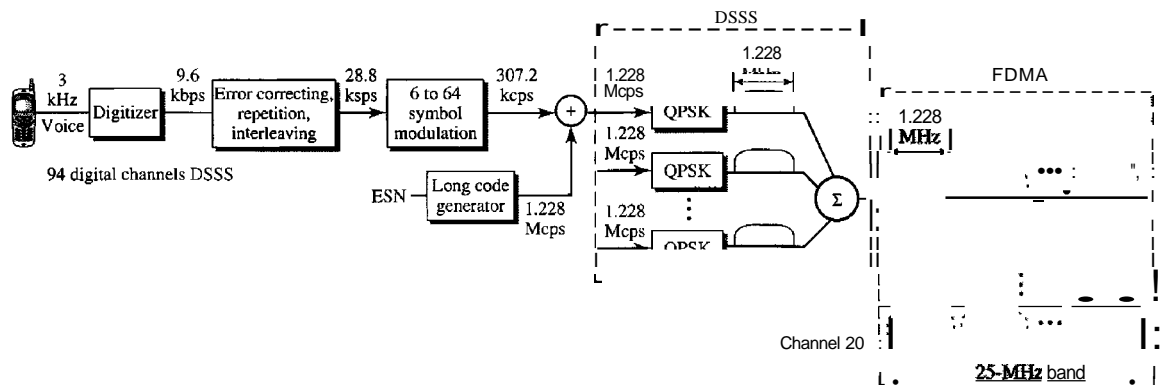 DSSS
FDMA
3
kHz
Voice
Digitizer
9.6
kbps
Error correcting,
repetition,
interleaving
28.8
ksps
6 to 64
symbol
modulation
307.2
kcps
+
1.228
Mcps
QPSK
1.228
1.228
Mcps
QPSK
1.228
Mcps
QPSK
Σ
94 digital channels DSSS
ESN
Long code
generator
1.228
Mcps
1.228
MHz
Channel 20
25-MHz band